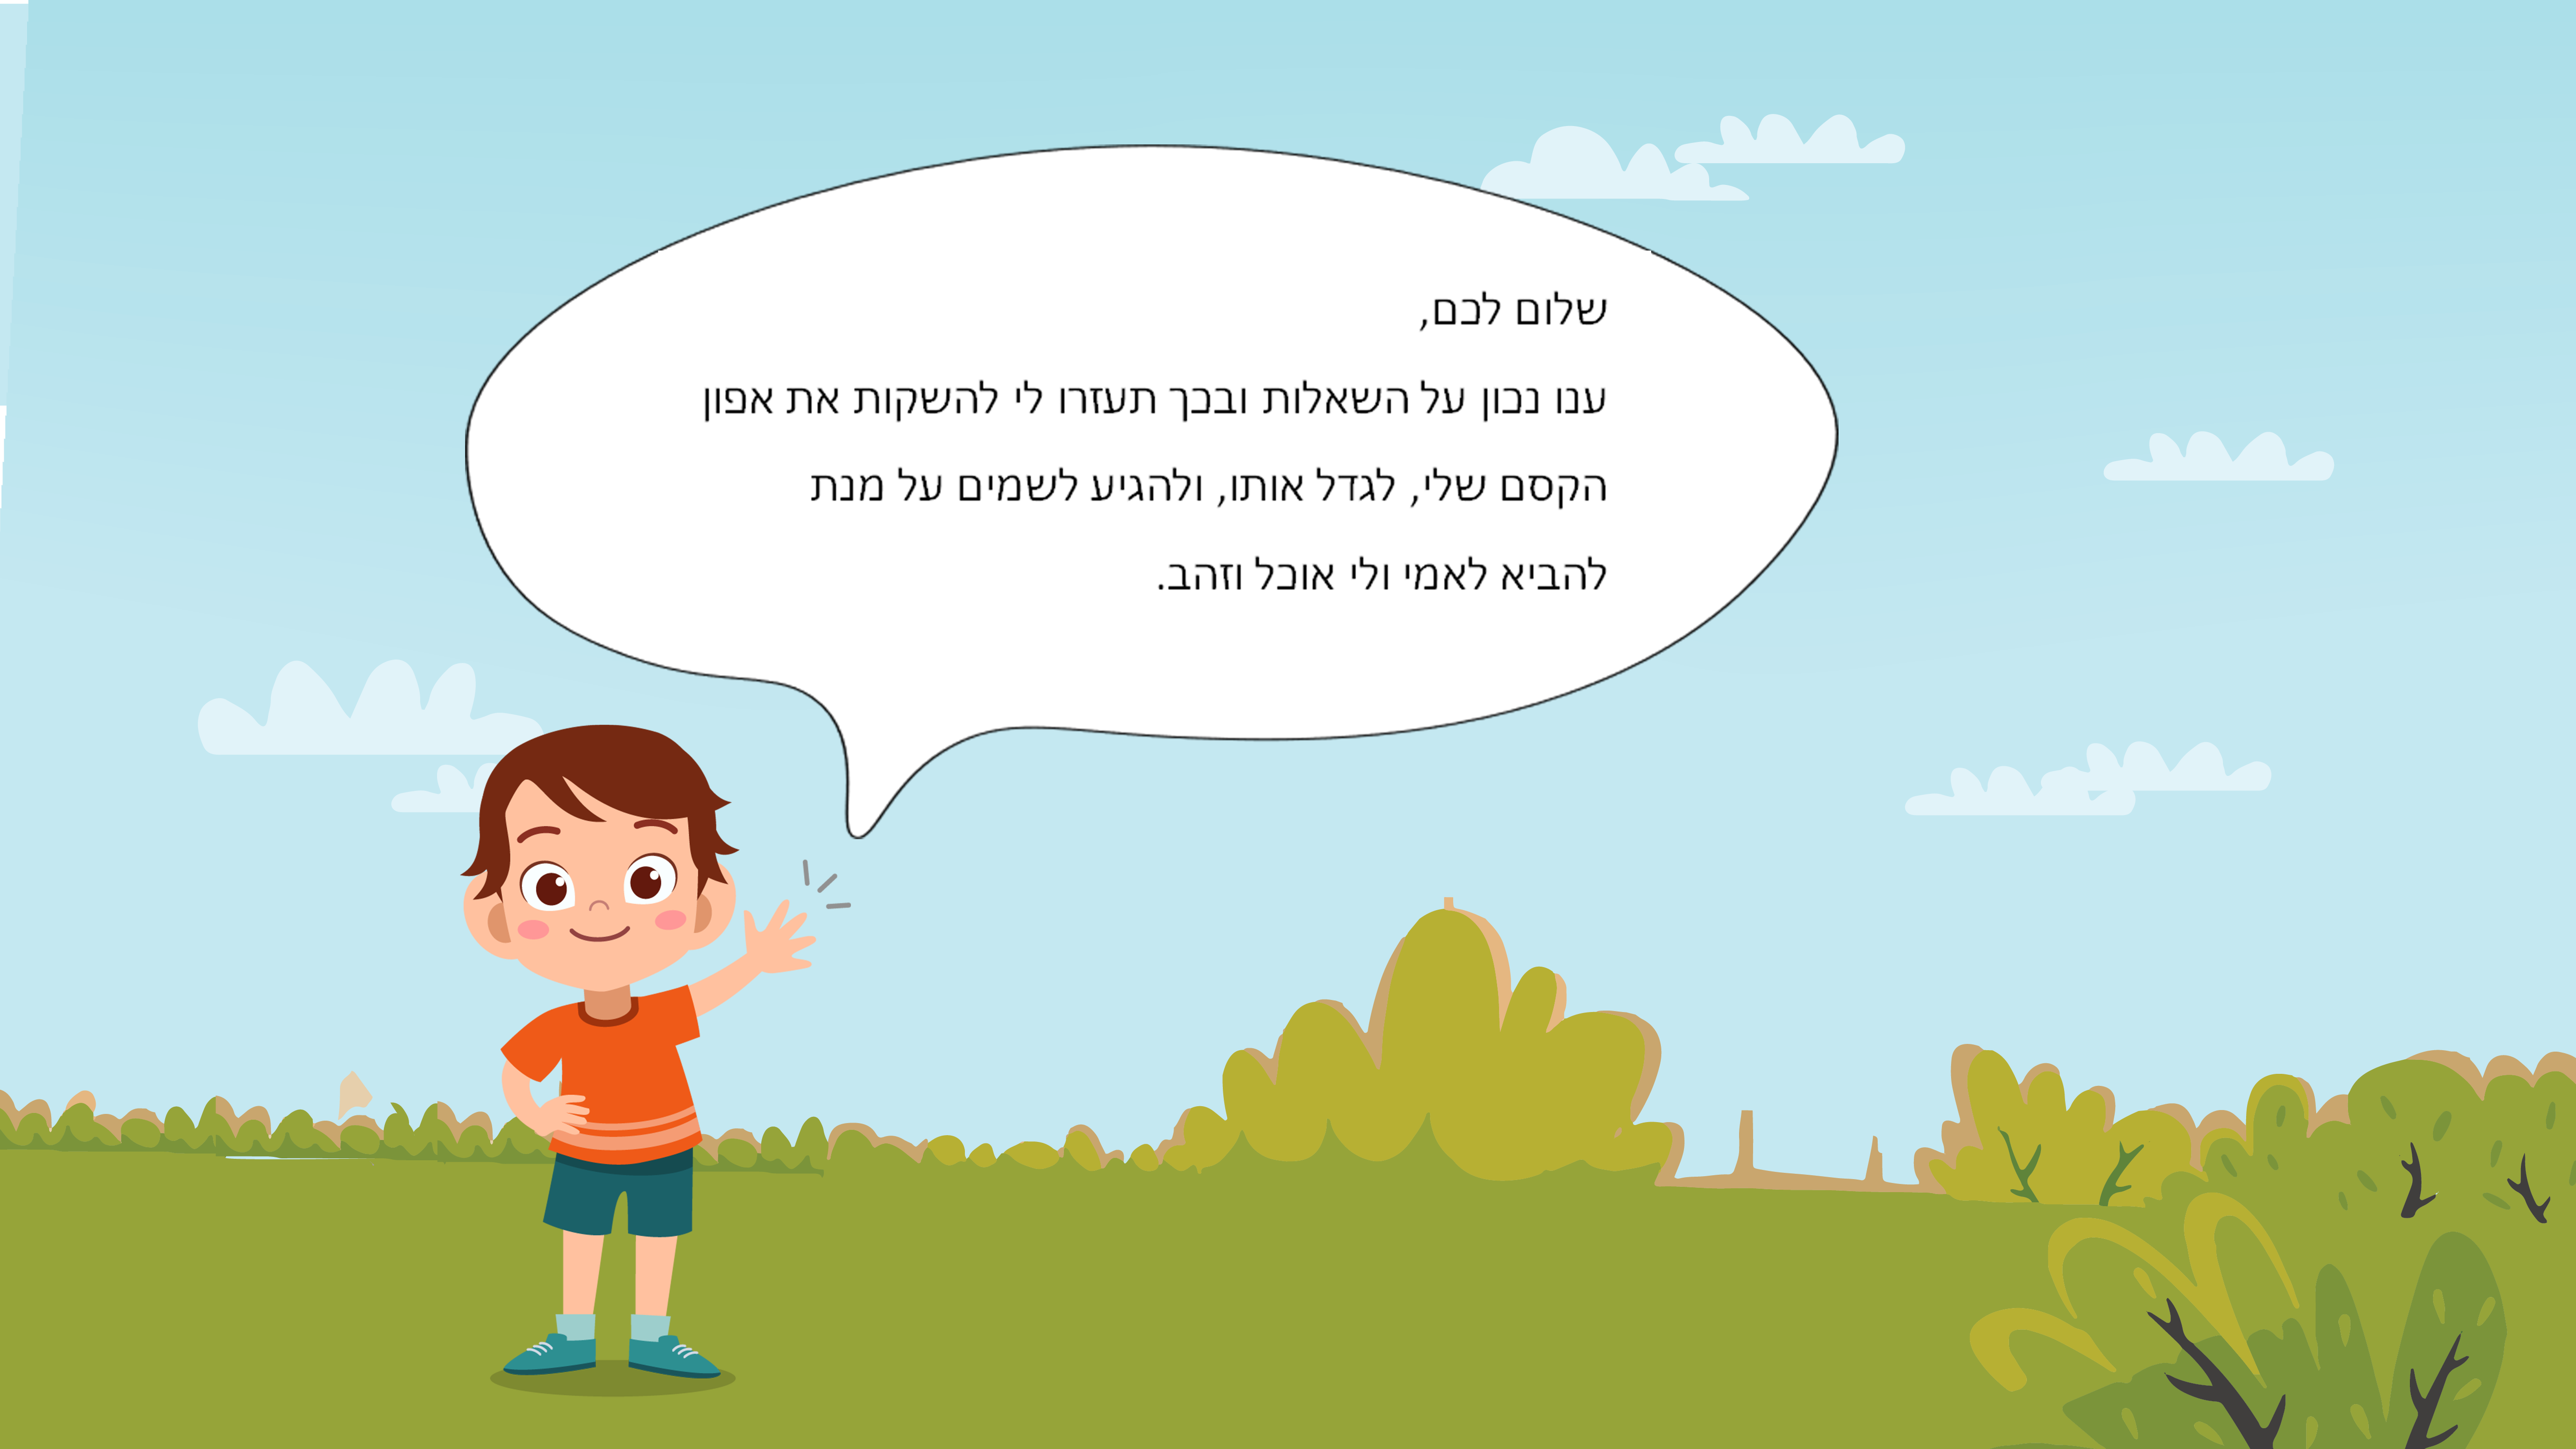 שלום לכם,
ענו נכון על השאלות ובכך תעזרו לי להשקות את אפון
הקסם שלי, לגדל אותו, ולהגיע לשמים על מנת
להביא לאמי ולי אוכל וזהב.